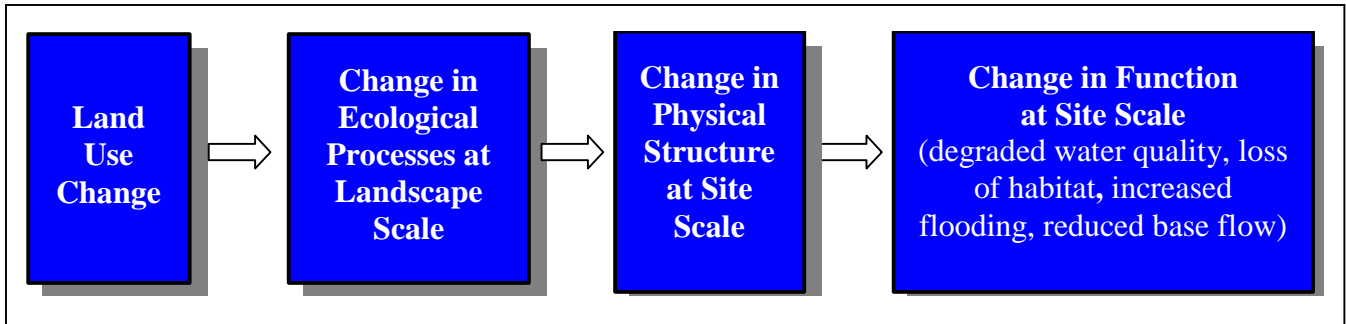 Land
Use
Change
Change in
Ecological
Processes at
Landscape
Scale
Change in
Physical
Structure
at Site
Scale
Change in Function
at Site Scale
(degraded water quality, loss
of habitat, increased
flooding, reduced base flow)